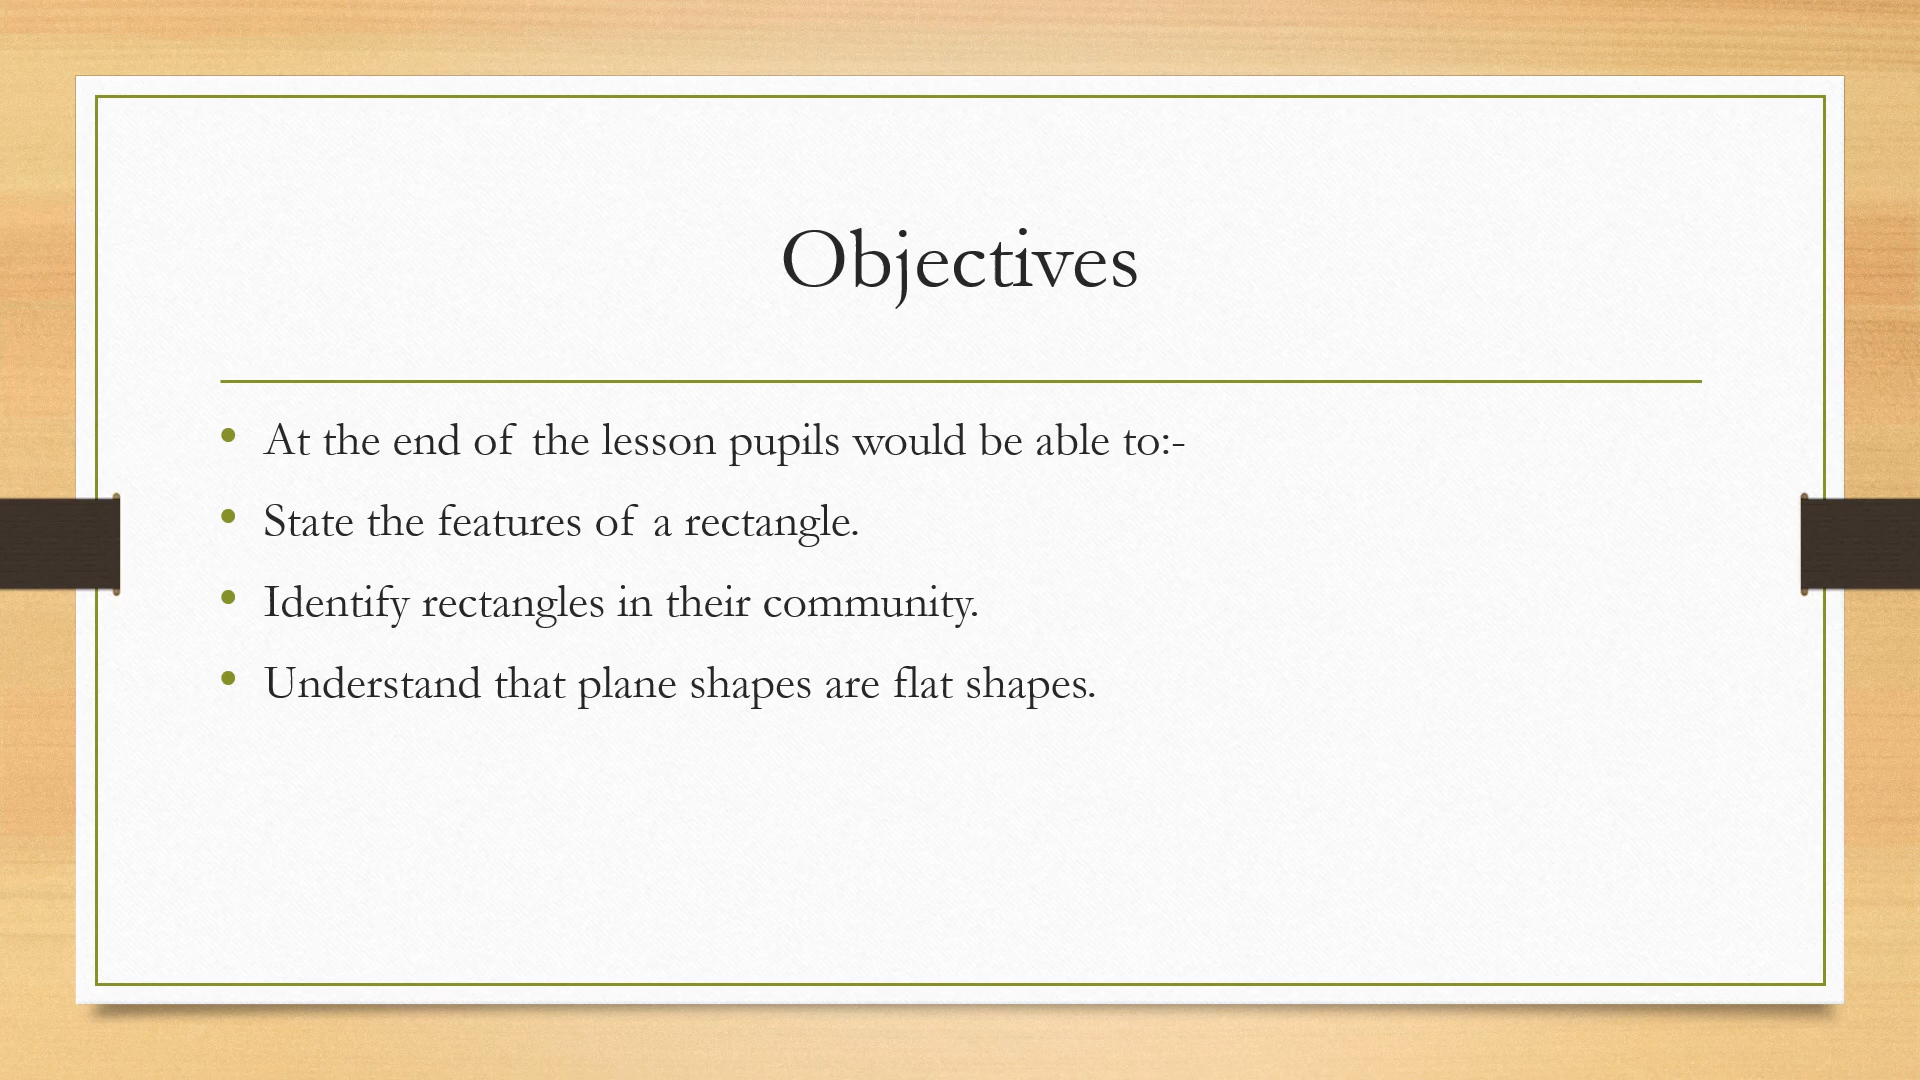 Objectives
• At the end of the lesson pupils would be able to:-
• State the features of a rectangle.
• Identify rectangles in their community.
• Understand that plane shapes are flat shapes.